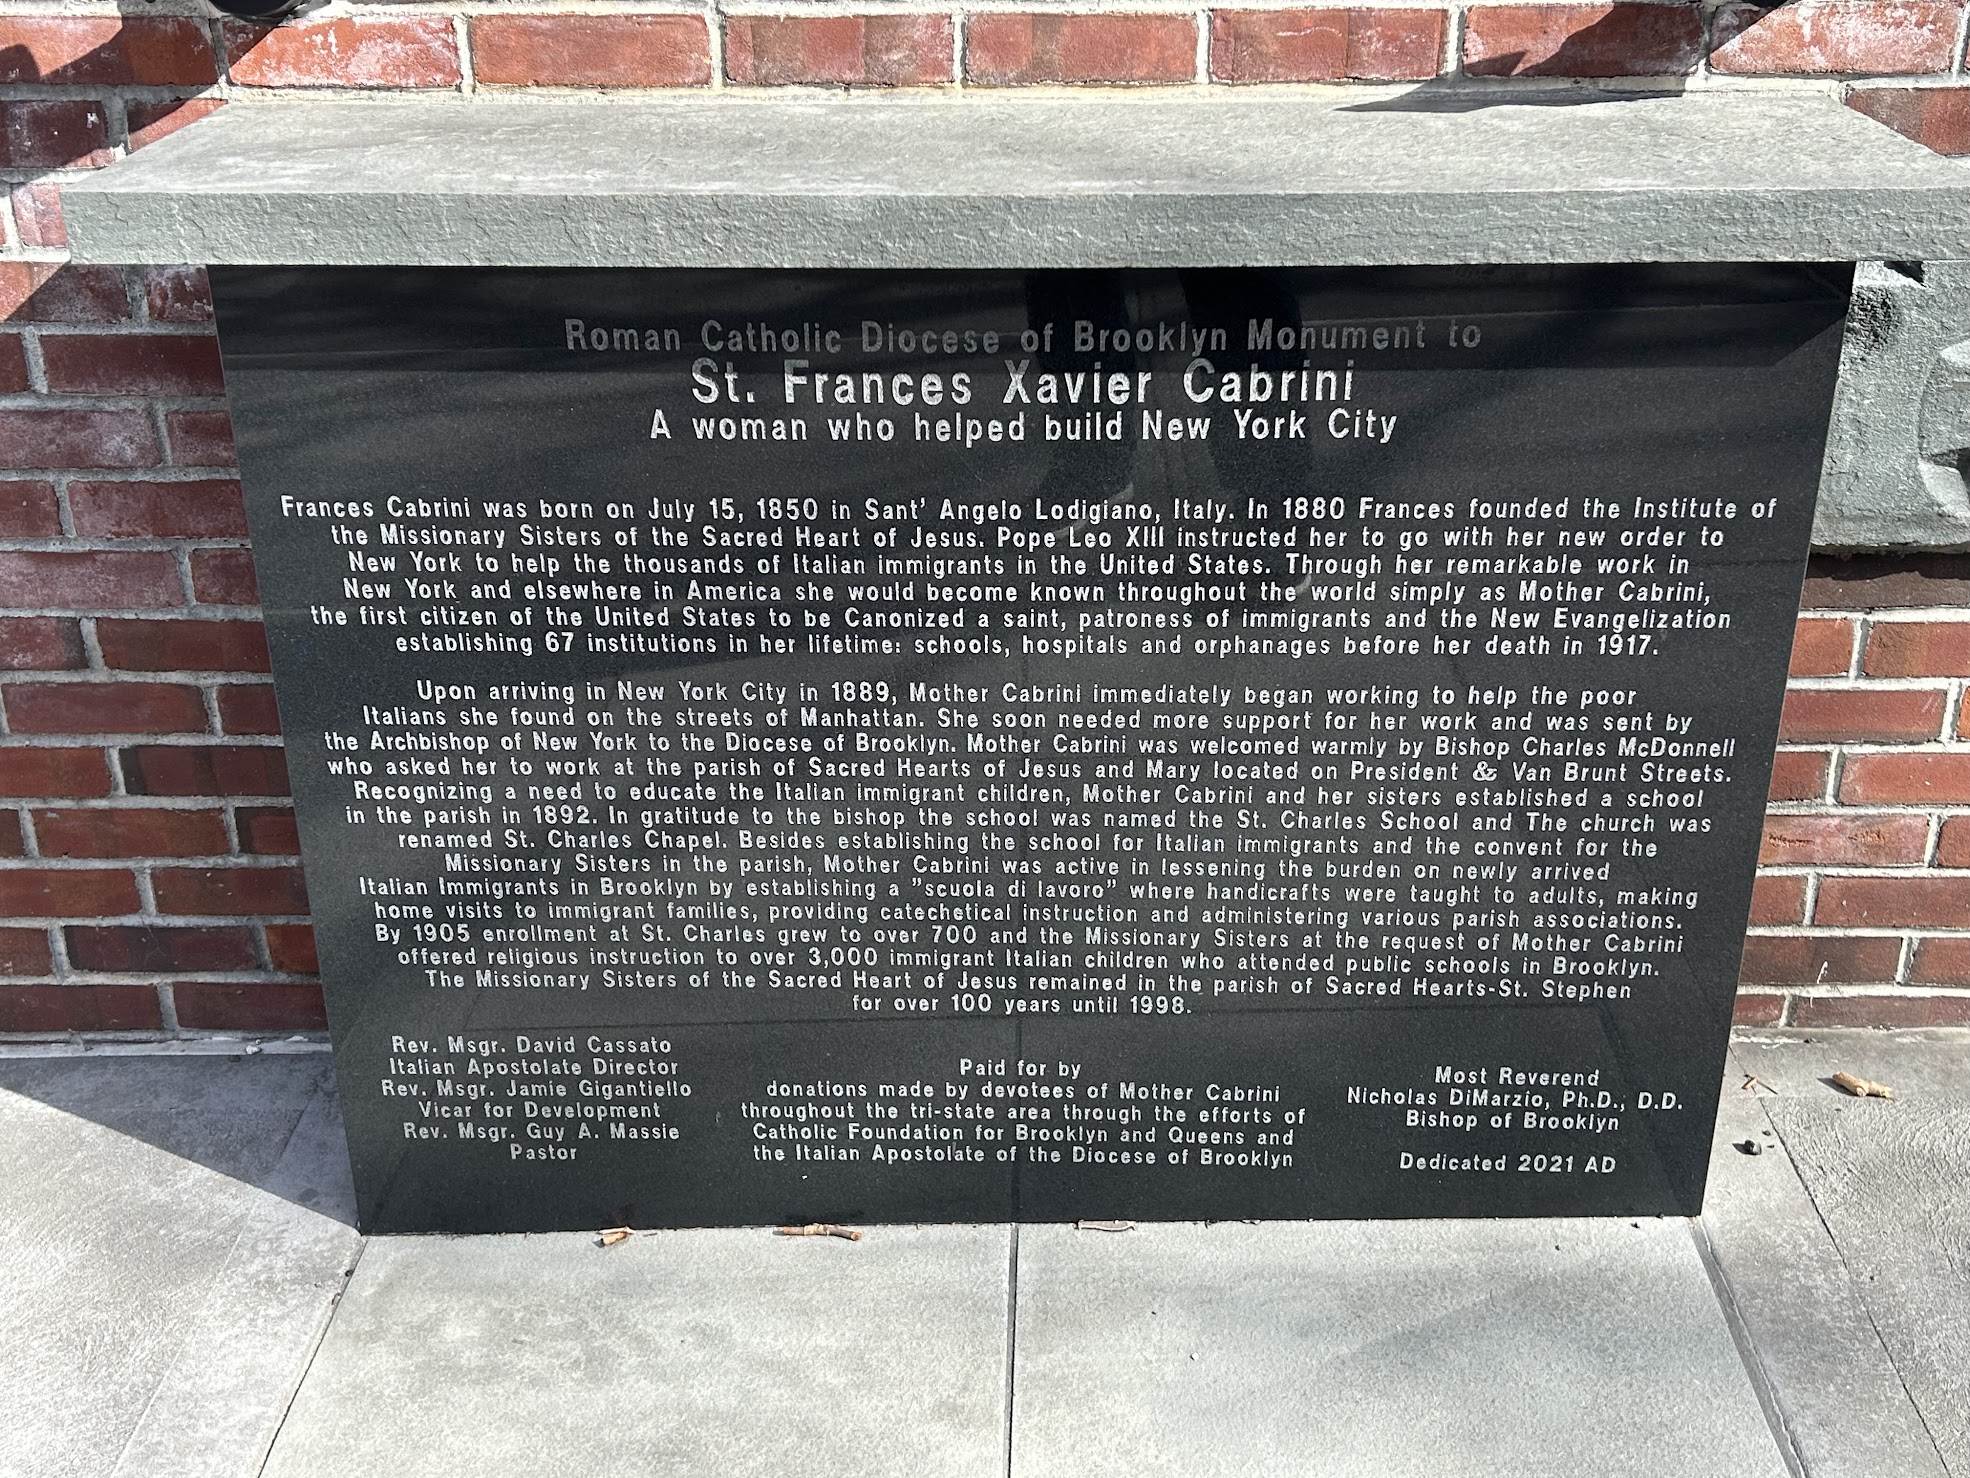 Roman Catholic Diocese of Brooklyn Monument to
St. Frances Xavier Cabrini
A woman who helped build New York City
Frances Cabrini was born on July 15, 1850 in Sant' Angelo Lodigiano, Italy. In 1880 Frances founded the Institute of
the Missionary Sisters of the Sacred Heart of Jesus. Pope Leo XIII instructed her to go with her new order to
New York to help the thousands of Italian immigrants in the United States. Through her remarkable work in
New York and elsewhere in America she would become known throughout the world simply as Mother Cabrini,
the first citizen of the United States to be Canonized a saint, patroness of immigrants and the New Evangelization
establishing 67 institutions in her lifetime: schools, hospitals and orphanages before her death in 1917.
Upon arriving in New York City in 1889, Mother Cabrini immediately began working to help the poor
Italians she found on the streets of Manhattan. She soon needed more support for her work and was sent by
the Archbishop of New York to the Diocese of Brooklyn. Mother Cabrini was welcomed warmly by Bishop Charles McDonnell
who asked her to work at the parish of Sacred Hearts of Jesus and Mary located on President & Van Brunt Streets.
Recognizing a need to educate the Italian immigrant children, Mother Cabrini and her sisters established a school
in the parish in 1892. In gratitude to the bishop the school was named the St. Charles School and The church was
renamed St. Charles Chapel. Besides establishing the school for Italian immigrants and the convent for the
Missionary Sisters in the parish, Mother Cabrini was active in lessening the burden on newly arrived
Italian Immigrants in Brooklyn by establishing a "scuola di lavoro" where handicrafts were taught to adults, making
home visits to immigrant families, providing catechetical instruction and administering various parish associations.
By 1905 enrollment at St. Charles grew to over 700 and the Missionary Sisters at the request of Mother Cabrini
offered religious instruction to over 3,000 immigrant Italian children who attended public schools in Brooklyn.
The Missionary Sisters of the Sacred Heart of Jesus remained in the parish of Sacred Hearts-St. Stephen
for over 100 years until 1998.
Rev. Msgr. David Cassato
Italian Apostolate Director
Rev. Msgr. Jamie Gigantiello
Vicar for Development
Rev. Msgr. Guy A. Massie
Pastor
Paid for by
donations made by devotees of Mother Cabrini
throughout the tri-state area through the efforts of
Catholic Foundation for Brooklyn and Queens and
the Italian Apostolate of the Diocese of Brooklyn
Most Reverend
Nicholas DiMarzio, Ph.D., D.D.
Bishop of Brooklyn
Dedicated 2021 AD